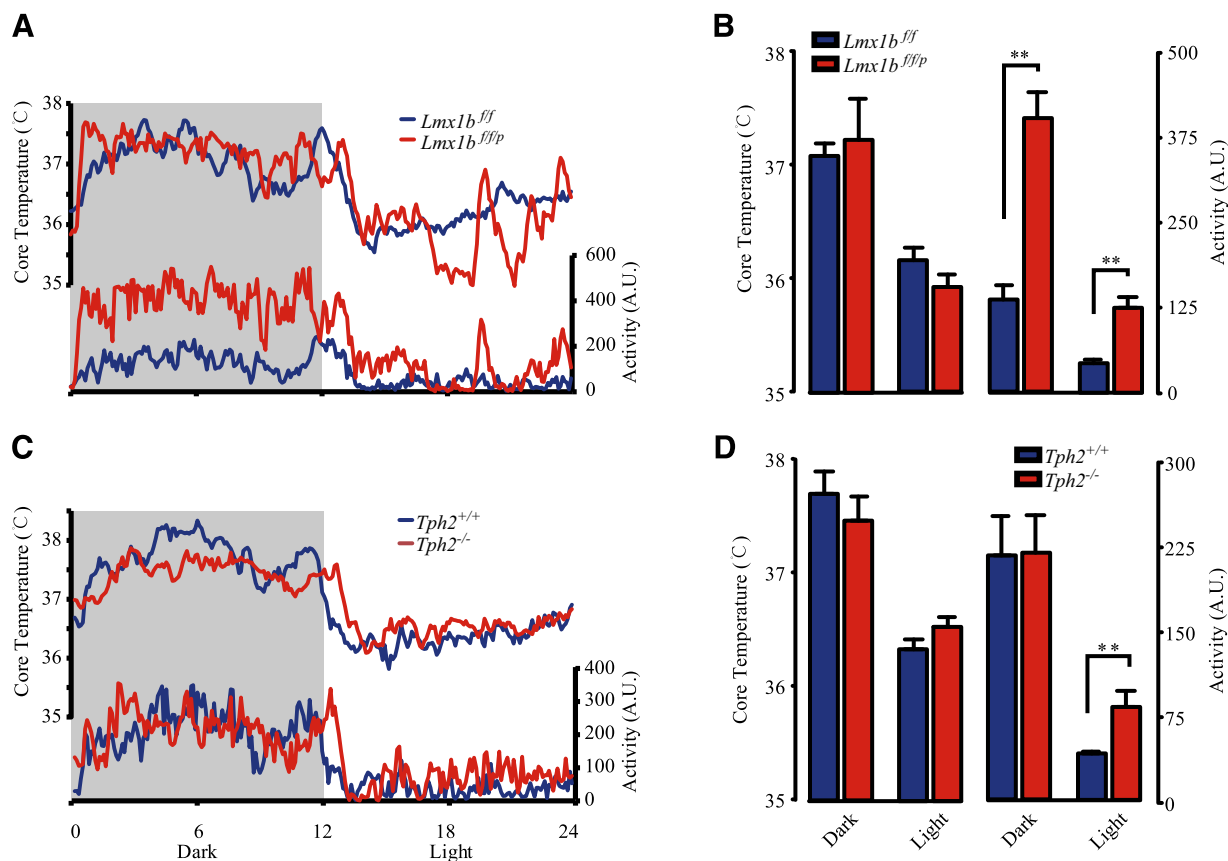 A
Core Temperature (℃)
38
37
36
35
Lmx1b f/f
Lmx1b f/f/p
600
400
200
0
Activity (A.U.)
B
Core Temperature (℃)
38
37
36
35
Lmx1b f/f
Lmx1b f/f/p
**
**
500
375
250
125
0
Activity (A.U.)
C
Core Temperature (℃)
38
37
36
35
Tph2+/+
Tph2-/-
400
300
200
100
0
Activity (A.U.)
0 6 12 18 24
Dark Light
D
Core Temperature (℃)
38
37
36
35
Tph2+/+
Tph2-/-
**
300
225
150
75
0
Activity (A.U.)
Dark Light Dark Light